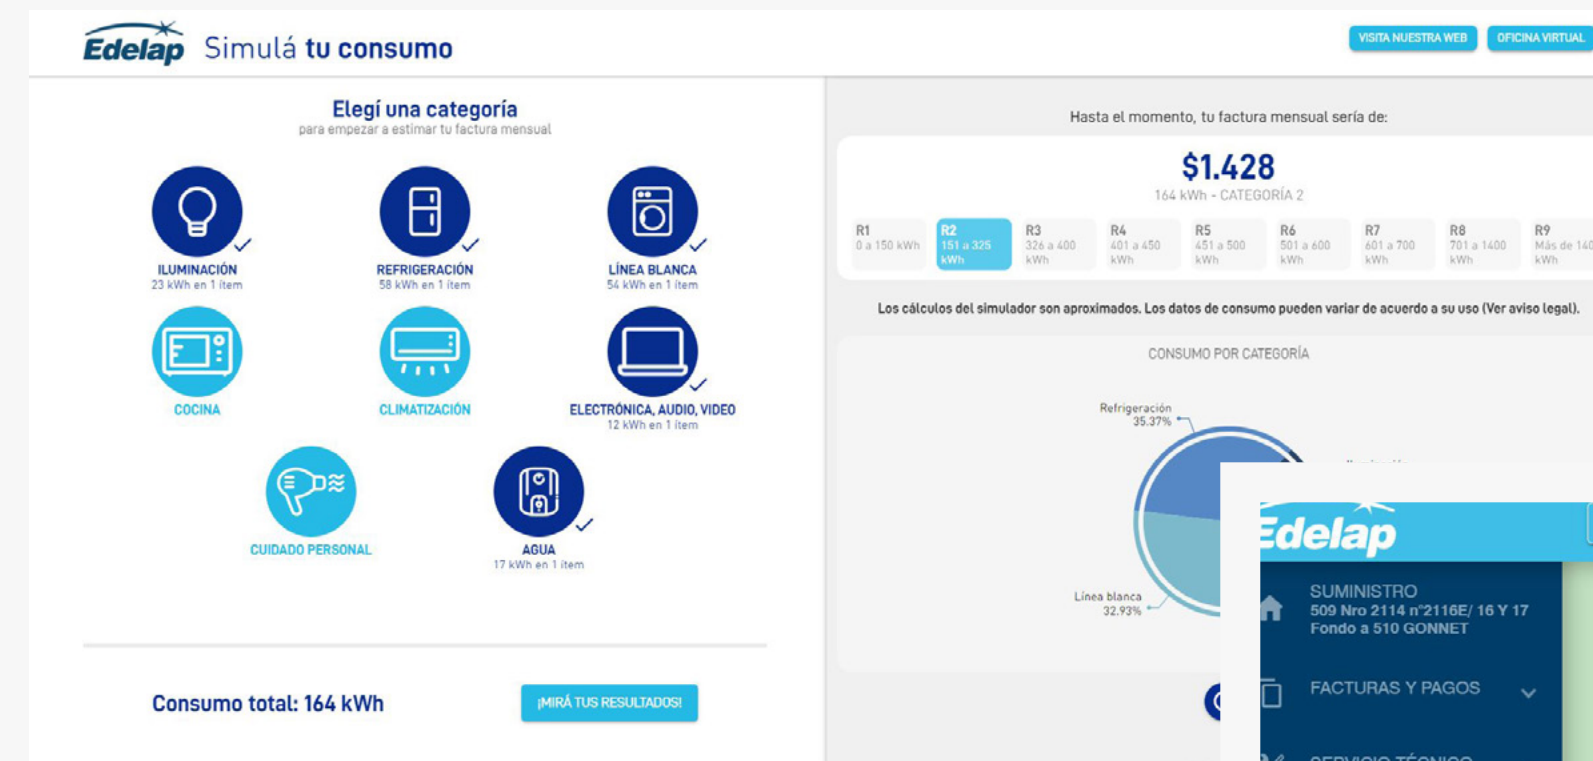 Edelap Simulá tu consumo
VISITA NUESTRA WEB
OFICINA VIRTUAL
Elegí una categoría
para empezar a estimar tu factura mensual
ILUMINACIÓN
23 kWh en 1 ítem
REFRIGERACIÓN
58 kWh en 1 ítem
LÍNEA BLANCA
54 kWh en 1 ítem
COCINA
CLIMATIZACIÓN
ELECTRÓNICA, AUDIO, VIDEO
12 kWh en 1 ítem
CUIDADO PERSONAL
AGUA
17 kWh en 1 ítem
Consumo total: 164 kWh
¡MIRÁ TUS RESULTADOS!
Hasta el momento, tu factura mensual sería de:
$1.428
164 kWh - CATEGORÍA 2
R1
0 a 150 kWh
R2
151 a 325
kWh
R3
326 a 400
kWh
R4
401 a 450
kWh
R5
451 a 500
kWh
R6
501 a 600
kWh
R7
601 a 700
kWh
R8
701 a 1400
kWh
R9
Más de 140
kWh
Los cálculos del simulador son aproximados. Los datos de consumo pueden variar de acuerdo a su uso (Ver aviso legal).
CONSUMO POR CATEGORÍA
Refrigeración
35.37%
Línea blanca
32.93%
Edelap
SUMINISTRO
509 Nro 2114 n°2116E/ 16 Y 17
Fondo a 510 GONNET
FACTURAS Y PAGOS
SERVICIO TÉCNICO